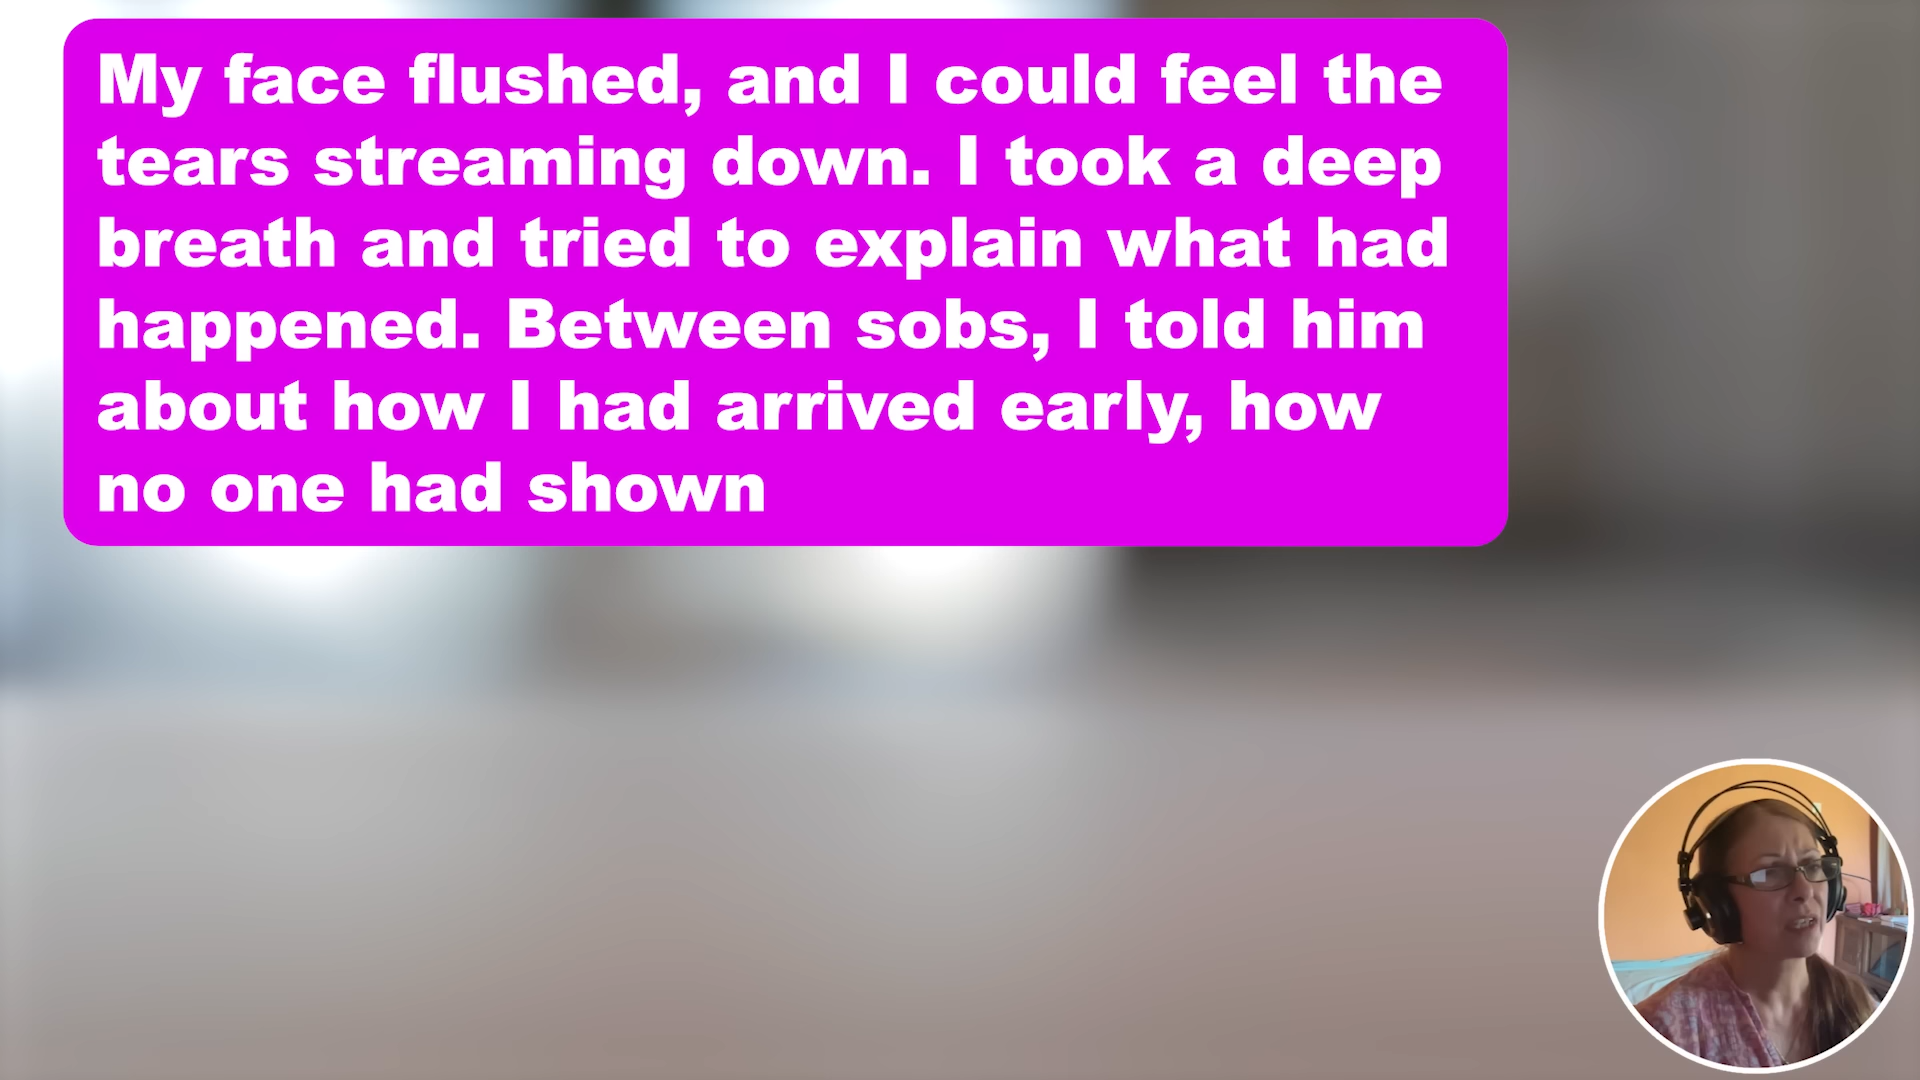 My face flushed, and I could feel the
tears streaming down. I took a deep
breath and tried to explain what had
happened. Between sobs, I told him
about how I had arrived early, how
no one had shown